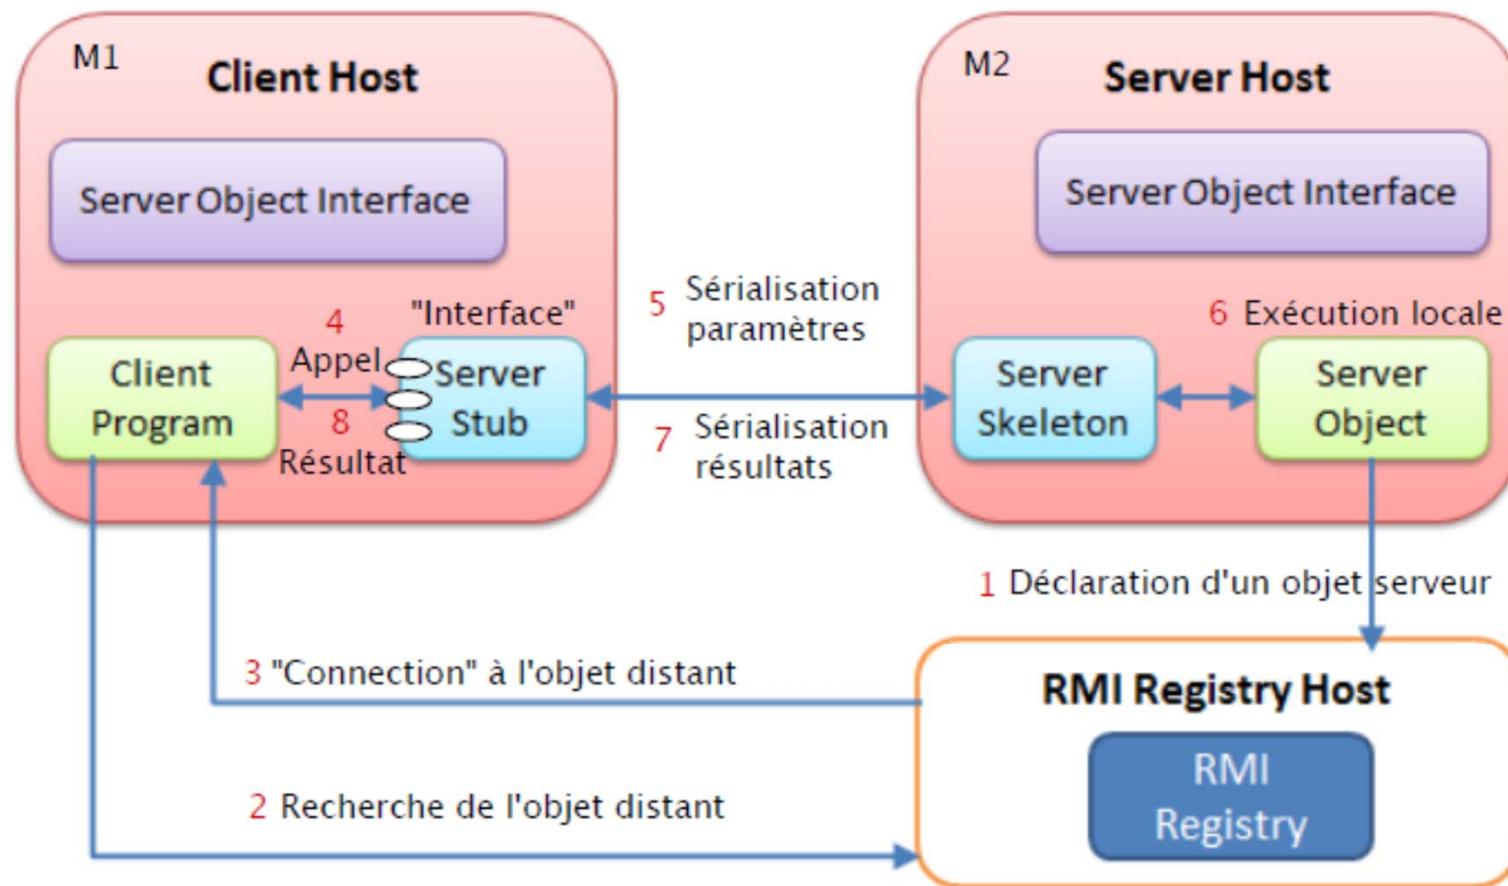 M1
Client Host
Server Object Interface
4
Appel
"Interface"
Client
Program
8
Résultat
Server
Stub
5
Sérialisation
paramètres
7
Sérialisation
résultats
M2
Server Host
Server Object Interface
6 Exécution locale
Server
Skeleton
Server
Object
1 Déclaration d'un objet serveur
3 "Connection" à l'objet distant
RMI Registry Host
RMI
Registry
2 Recherche de l'objet distant